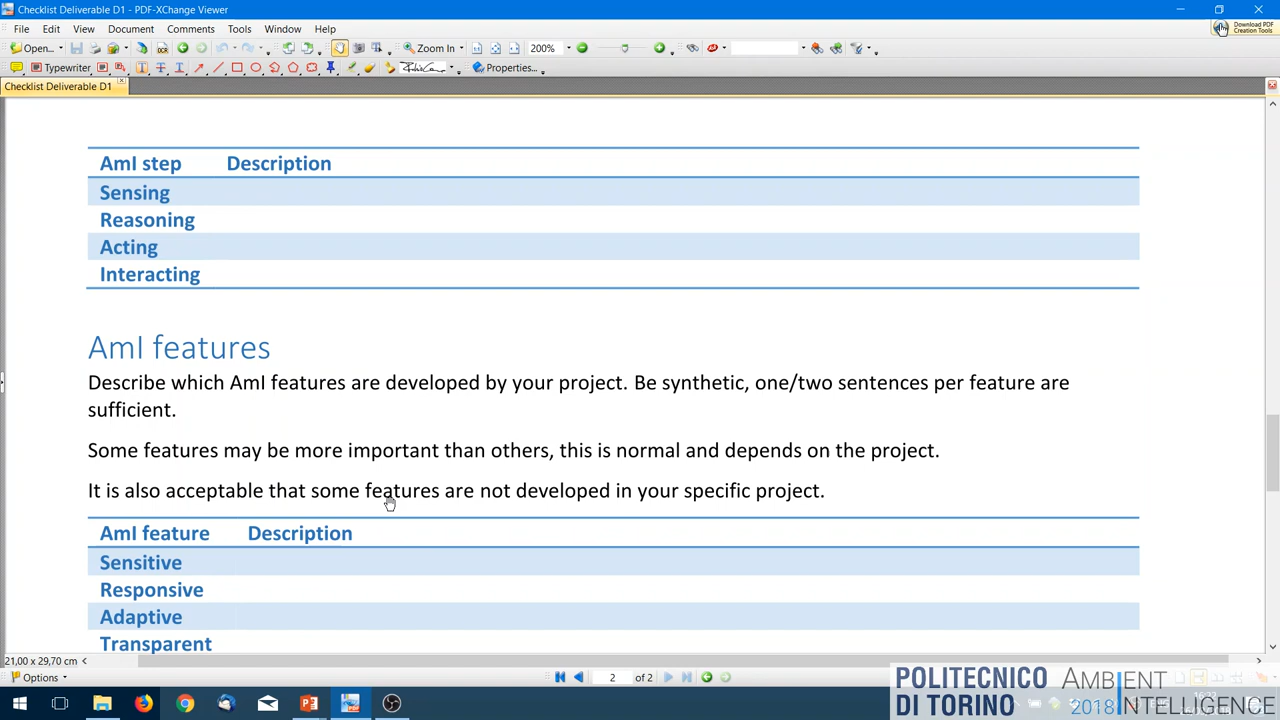 Checklist Deliverable D1 - PDF-XChange Viewer
File Edit View Document Comments Tools Window Help
Download PDF
Creation Tools
Open...
Zoom In
200%
Typewriter
Properties...
Checklist Deliverable D1
AmI step Description
Sensing
Reasoning
Acting
Interacting
AmI features
Describe which AmI features are developed by your project. Be synthetic, one/two sentences per feature are
sufficient.
Some features may be more important than others, this is normal and depends on the project.
It is also acceptable that some features are not developed in your specific project.
AmI feature Description
Sensitive
Responsive
Adaptive
Transparent
21,00 x 29,70 cm
Options
2 of 2
POLITECNICO
DI TORINO
AMBIENT
2018 INTELLIGENCE